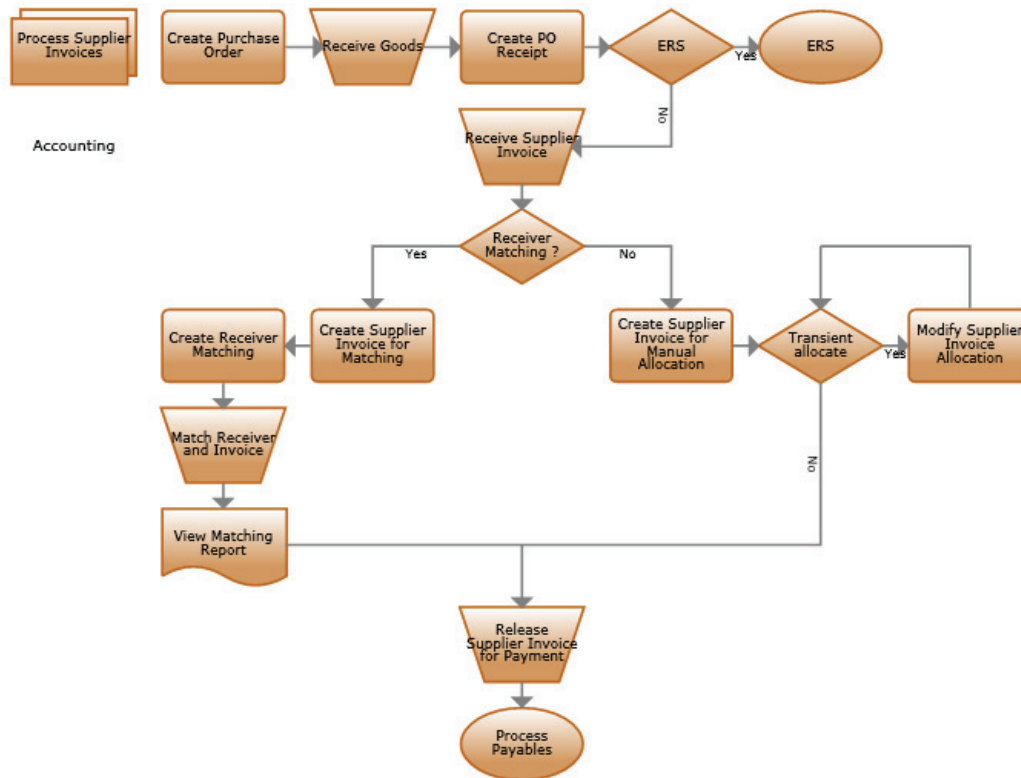 Process Supplier
Invoices
Create Purchase
Order
Receive Goods
Create PO
Receipt
ERS
Yes
ERS
No
Accounting
Receive Supplier
Invoice
Receiver
Matching ?
Yes
No
Create Receiver
Matching
Create Supplier
Invoice for
Matching
Create Supplier
Invoice for
Manual
Allocation
Transient
allocate
Yes
Modify Supplier
Invoice
Allocation
Match Receiver
and Invoice
No
View Matching
Report
Release
Supplier Invoice
for Payment
Process
Payables